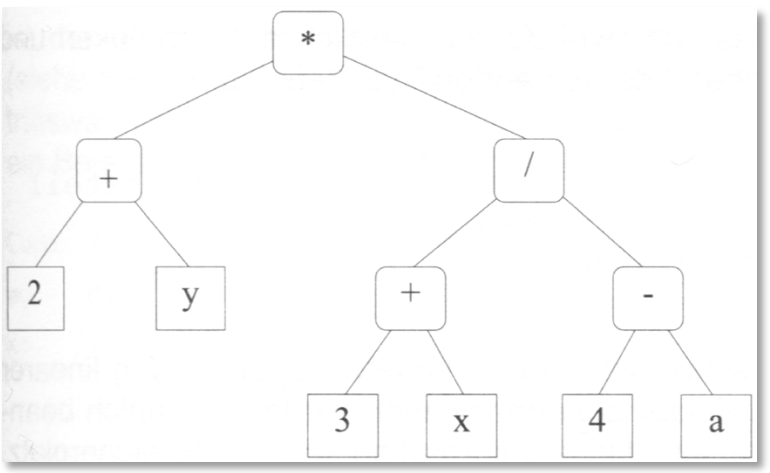 *
+ /
2 y + -
3 x 4 a